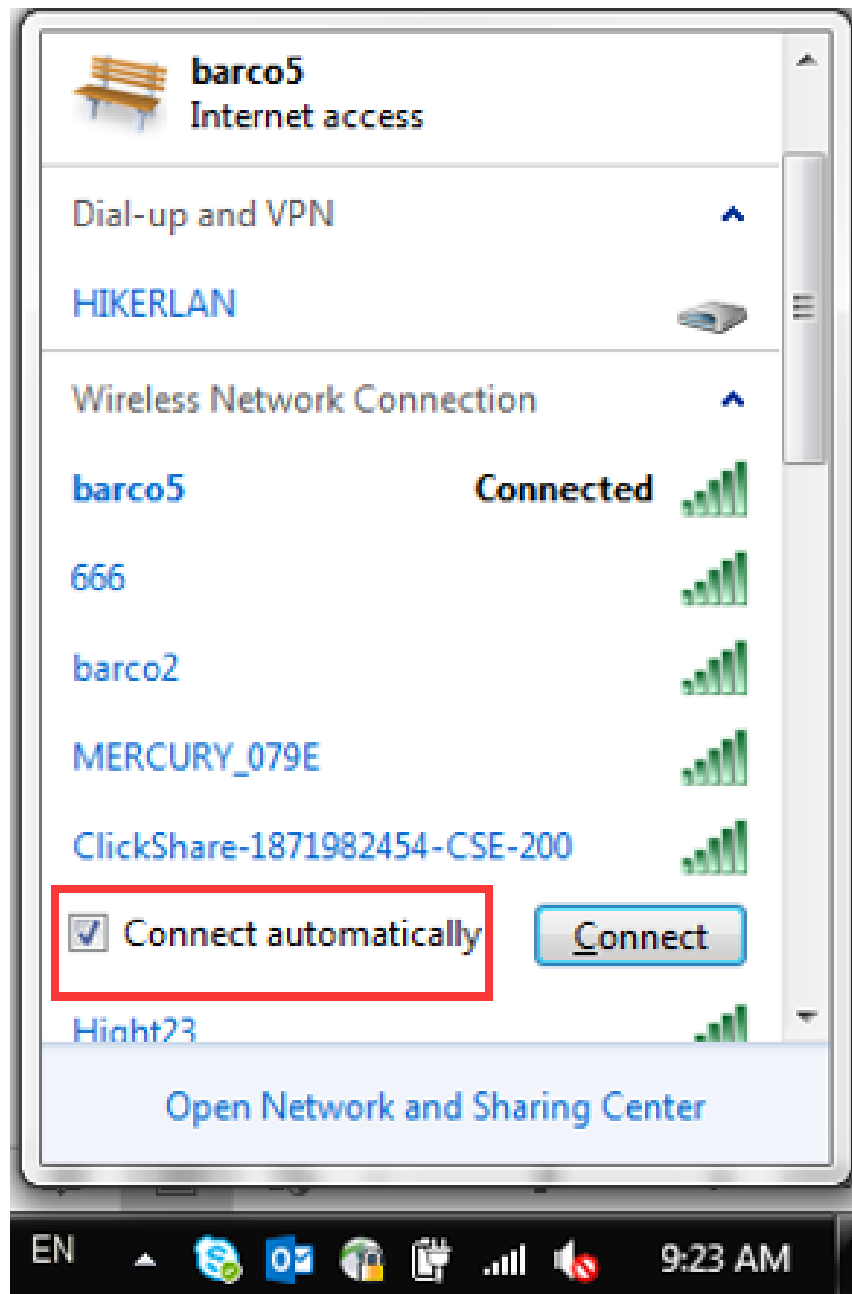 barco5
Internet access
Dial-up and VPN
HIKERLAN
Wireless Network Connection
barco5 Connected
666
barco2
MERCURY_079E
ClickShare-1871982454-CSE-200
Connect automatically Connect
Hight23
Open Network and Sharing Center
EN 9:23 AM